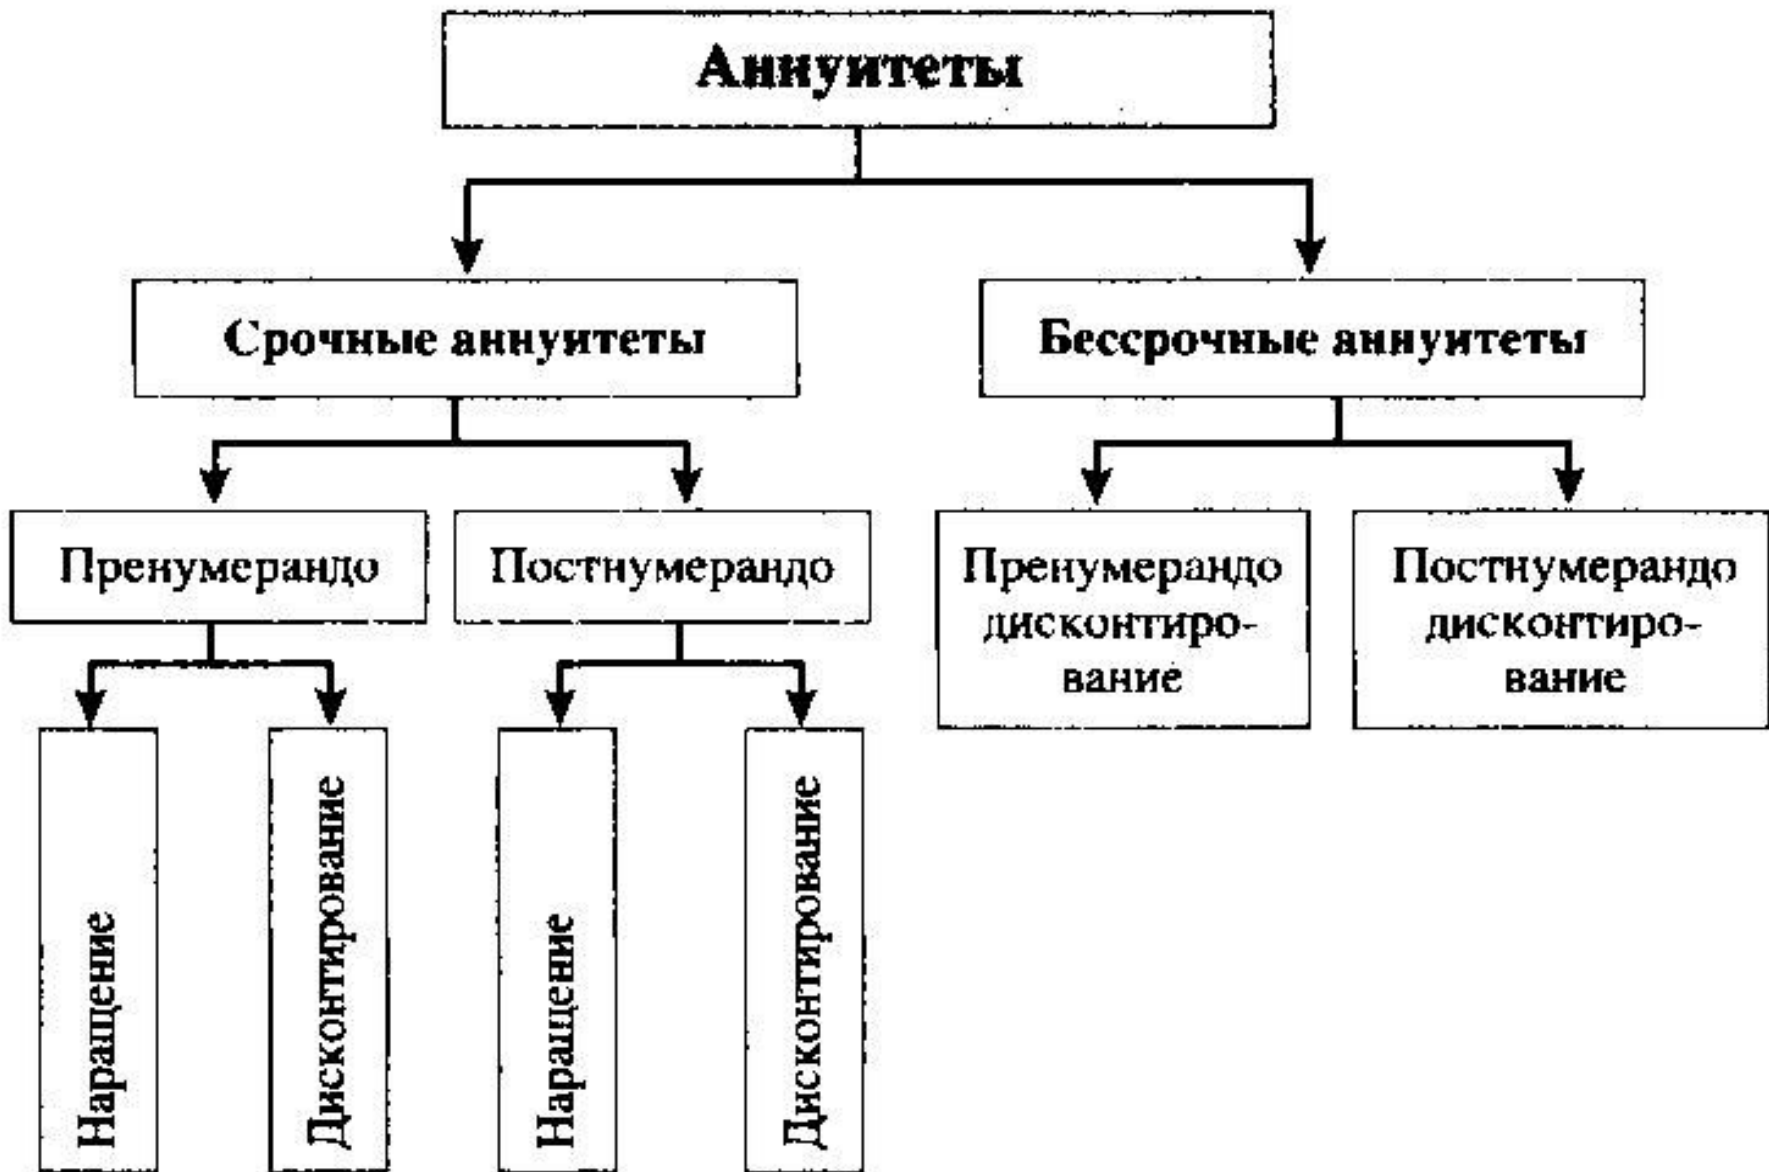 Аннуитеты
Срочные аннуитеты
Бессрочные аннуитеты
Пренумерандо
Постнумерандо
Пренумерандо
дисконтиро-
вание
Постнумерандо
дисконтиро-
вание
Наращение
Дисконтирование
Наращение
Дисконтирование